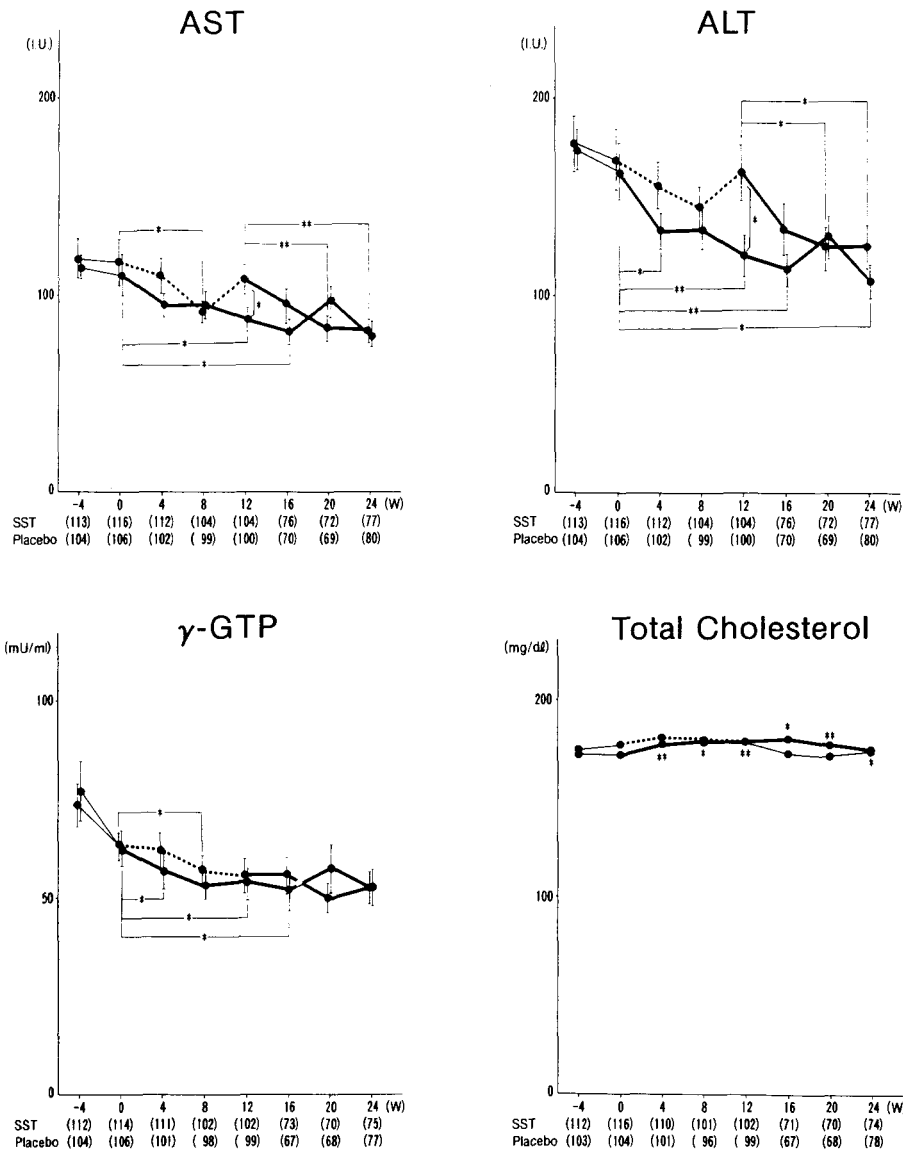 AST
(I.U.)
200
100
0
*
**
**
*
*
*
-4 0 4 8 12 16 20 24 (W)
SST (113) (116) (112) (104) (104) (76) (72) (77)
Placebo (104) (106) (102) ( 99) (100) (70) (69) (80)
ALT
(I.U.)
200
100
0
*
*
*
*
**
**
*
-4 0 4 8 12 16 20 24 (W)
SST (113) (116) (112) (104) (104) (76) (72) (77)
Placebo (104) (106) (102) ( 99) (100) (70) (69) (80)
γ-GTP
(mU/ml)
100
50
0
*
*
*
*
-4 0 4 8 12 16 20 24 (W)
SST (112) (114) (111) (102) (102) (73) (70) (75)
Placebo (104) (106) (101) ( 98) ( 99) (67) (68) (77)
Total Cholesterol
(mg/dℓ)
200
100
0
*
**
** * ** *
-4 0 4 8 12 16 20 24 (W)
SST (112) (116) (110) (101) (102) (71) (70) (74)
Placebo (103) (104) (101) ( 96) ( 99) (67) (68) (78)